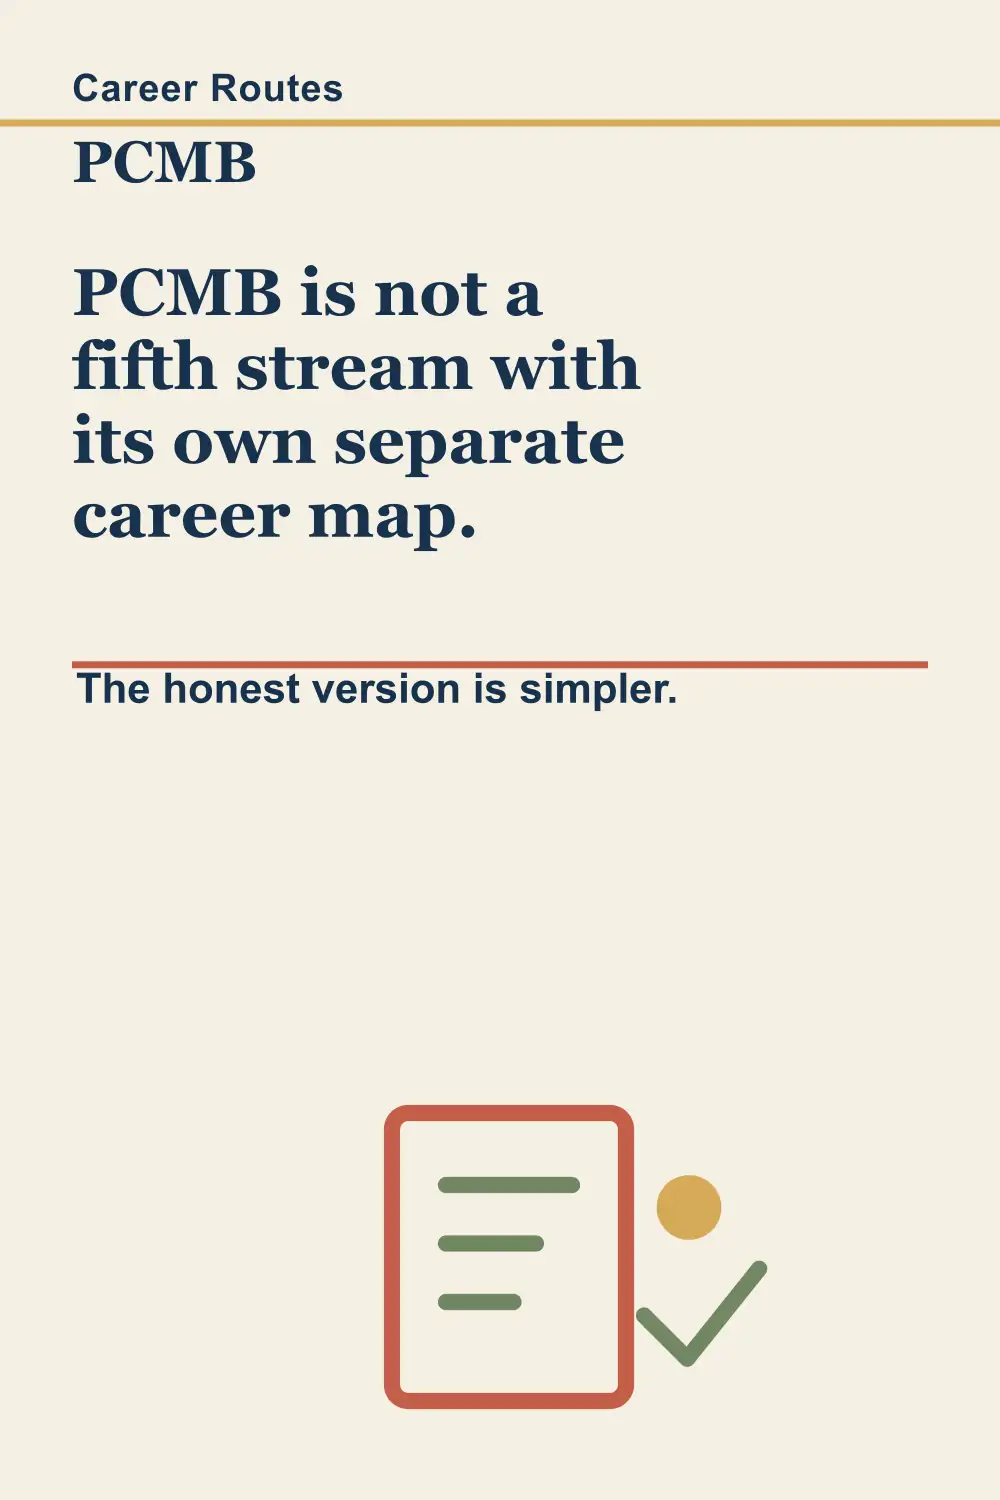 Career Routes
PCMB
PCMB is not a
fifth stream with
its own separate
career map.
The honest version is simpler.